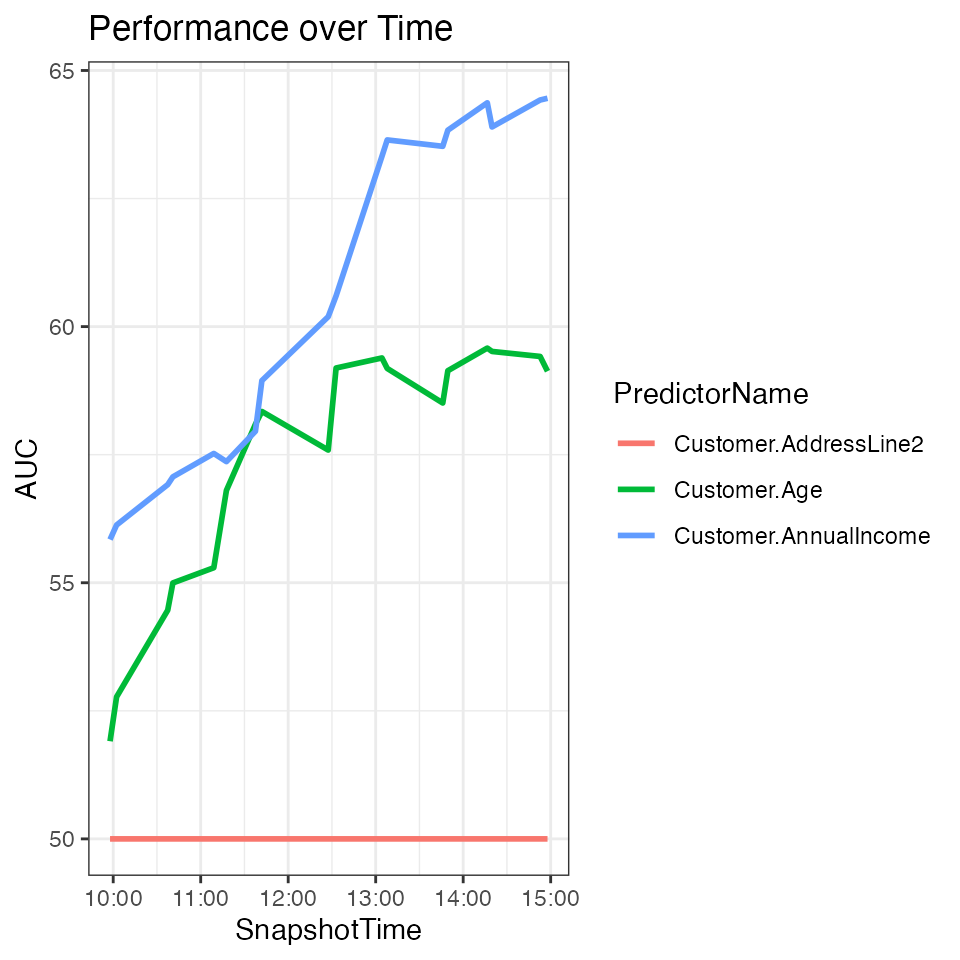 Performance over Time
65
60
55
50
AUC
10:00 11:00 12:00 13:00 14:00 15:00
SnapshotTime
PredictorName
Customer.AddressLine2
Customer.Age
Customer.AnnualIncome